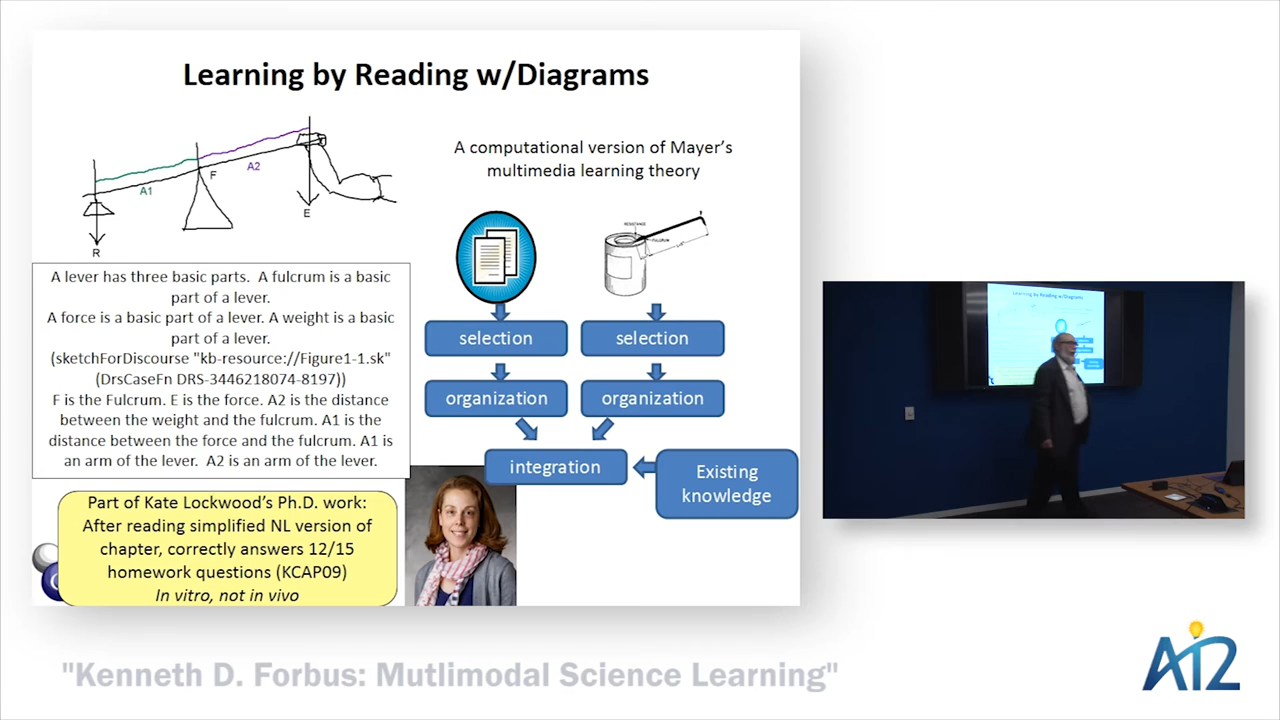 Learning by Reading w/Diagrams
A1
F
A2
E
R
A lever has three basic parts. A fulcrum is a basic
part of a lever.
A force is a basic part of a lever. A weight is a basic
part of a lever.
(sketchForDiscourse "kb-resource://Figure1-1.sk"
(DrsCaseFn DRS-3446218074-8197))
F is the Fulcrum. E is the force. A2 is the distance
between the weight and the fulcrum. A1 is the
distance between the force and the fulcrum. A1 is
an arm of the lever. A2 is an arm of the lever.
Part of Kate Lockwood's Ph.D. work:
After reading simplified NL version of
chapter, correctly answers 12/15
homework questions (KCAP09)
In vitro, not in vivo
A computational version of Mayer's
multimedia learning theory
RESISTANCE
FULCRUM
selection
selection
organization
organization
integration
Existing
knowledge
Learning by Reading w/Diagrams
"Kenneth D. Forbus: Mutlimodal Science Learning"
AI2